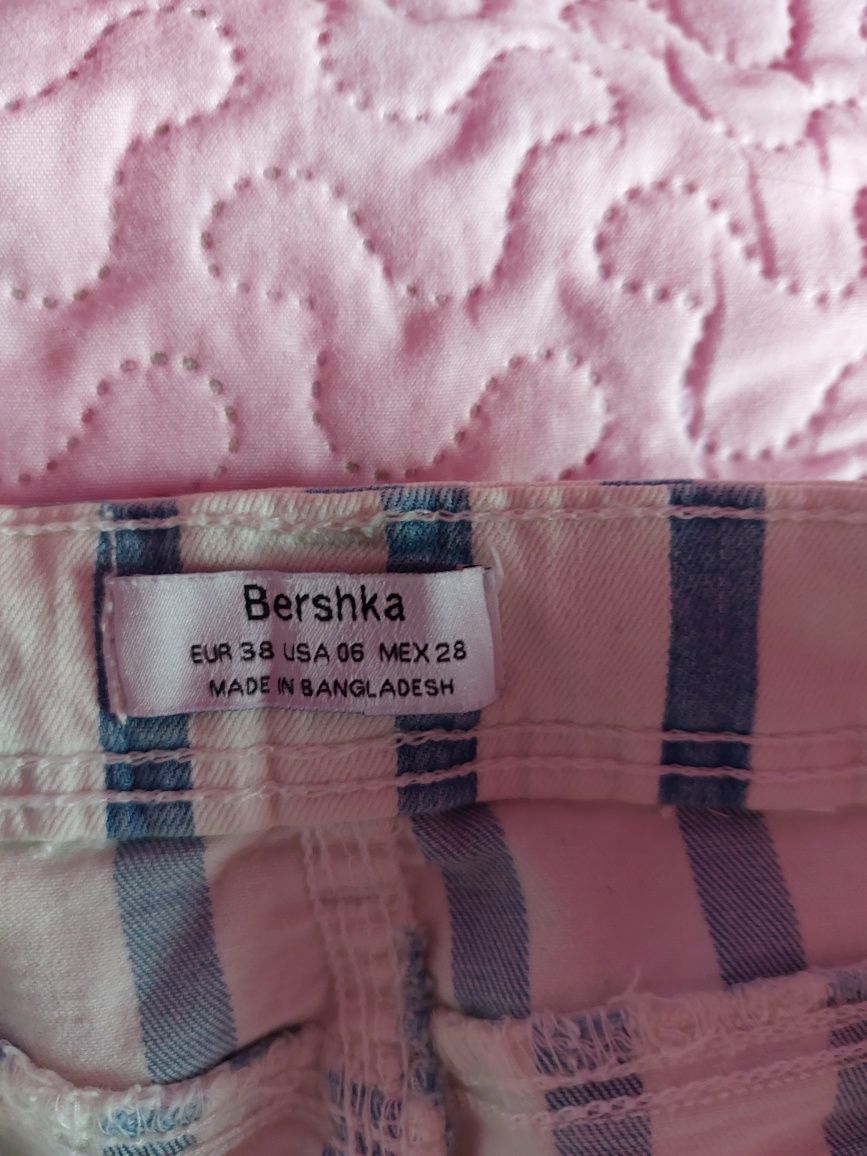 Bershka
EUR 38 USA 06 MEX 28
MADE IN BANGLADESH